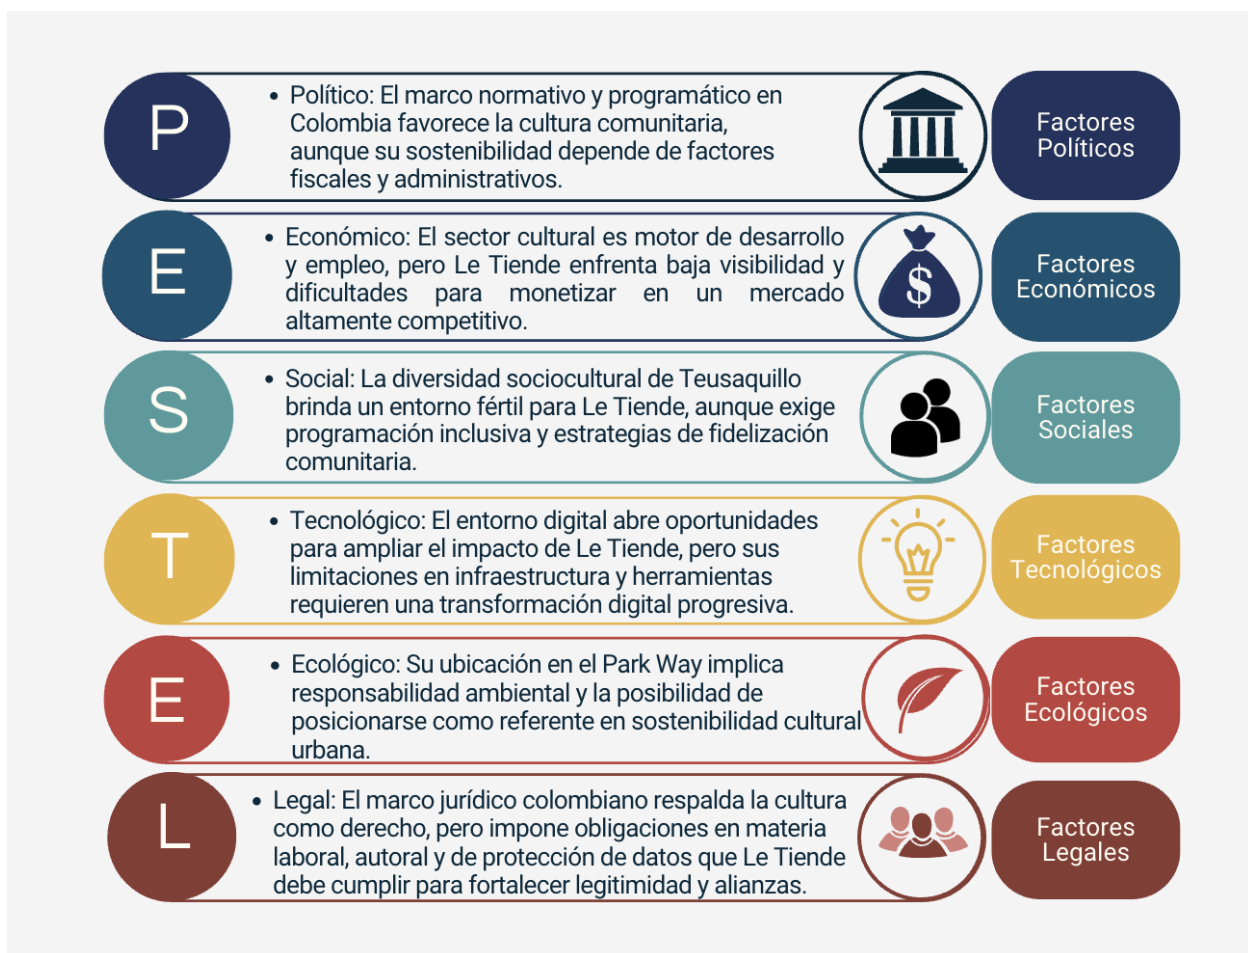 P
• Político: El marco normativo y programático en
Colombia favorece la cultura comunitaria,
aunque su sostenibilidad depende de factores
fiscales y administrativos.
Factores
Políticos
E
• Económico: El sector cultural es motor de desarrollo
y empleo, pero Le Tiende enfrenta baja visibilidad y
dificultades para monetizar en un mercado
altamente competitivo.
$
Factores
Económicos
S
• Social: La diversidad sociocultural de Teusaquillo
brinda un entorno fértil para Le Tiende, aunque exige
programación inclusiva y estrategias de fidelización
comunitaria.
Factores
Sociales
T
• Tecnológico: El entorno digital abre oportunidades
para ampliar el impacto de Le Tiende, pero sus
limitaciones en infraestructura y herramientas
requieren una transformación digital progresiva.
Factores
Tecnológicos
E
• Ecológico: Su ubicación en el Park Way implica
responsabilidad ambiental y la posibilidad de
posicionarse como referente en sostenibilidad cultural
urbana.
Factores
Ecológicos
L
• Legal: El marco jurídico colombiano respalda la cultura
como derecho, pero impone obligaciones en materia
laboral, autoral y de protección de datos que Le Tiende
debe cumplir para fortalecer legitimidad y alianzas.
Factores
Legales